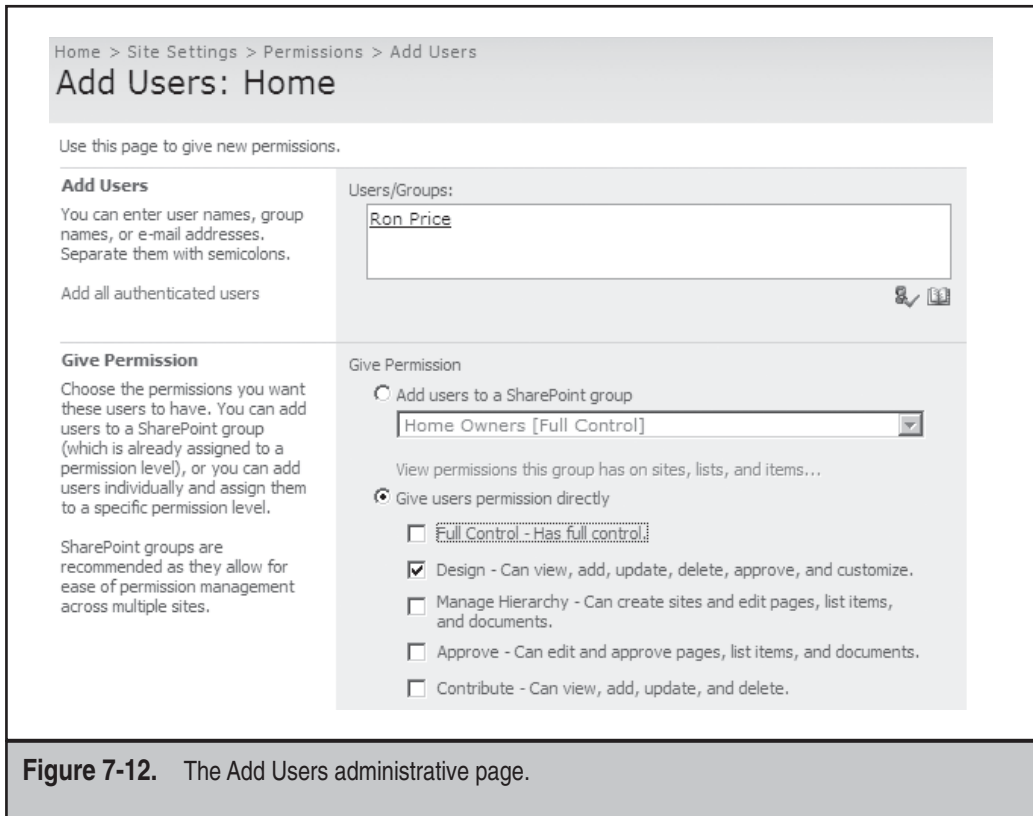 Home > Site Settings > Permissions > Add Users
Add Users: Home
Use this page to give new permissions.
Add Users
You can enter user names, group
names, or e-mail addresses.
Separate them with semicolons.
Add all authenticated users
Users/Groups:
Ron Price
Give Permission
Choose the permissions you want
these users to have. You can add
users to a SharePoint group
(which is already assigned to a
permission level), or you can add
users individually and assign them
to a specific permission level.
SharePoint groups are
recommended as they allow for
ease of permission management
across multiple sites.
Give Permission
Add users to a SharePoint group
Home Owners [Full Control]
View permissions this group has on sites, lists, and items...
Give users permission directly
Full Control - Has full control.
Design - Can view, add, update, delete, approve, and customize.
Manage Hierarchy - Can create sites and edit pages, list items,
and documents.
Approve - Can edit and approve pages, list items, and documents.
Contribute - Can view, add, update, and delete.
Figure 7-12. The Add Users administrative page.